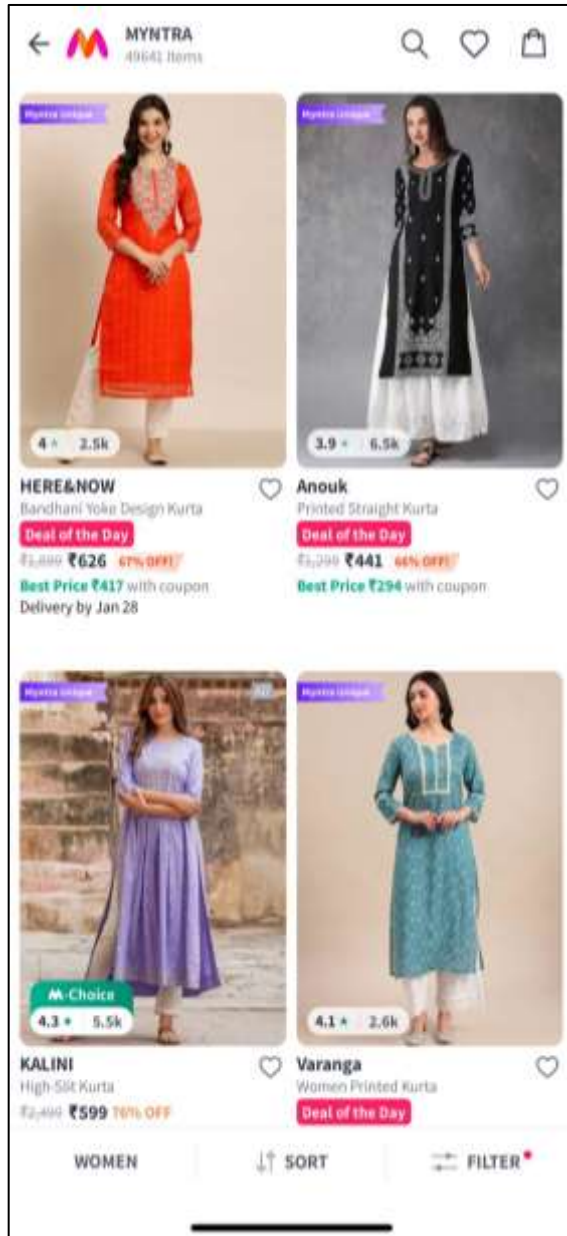 MYNTRA
49641 Items
Myntra Unique
4 ★ 2.5k
HERE&NOW
Bandhani Yoke Design Kurta
Deal of the Day
₹1,899 ₹626 67% OFF!
Best Price ₹417 with coupon
Delivery by Jan 28
Myntra Unique
3.9 ★ 6.5k
Anouk
Printed Straight Kurta
Deal of the Day
₹1,299 ₹441 66% OFF!
Best Price ₹294 with coupon
Myntra Unique
M-Choice
4.3 ★ 5.5k
KALINI
High-Slit Kurta
₹2,499 ₹599 76% OFF
Myntra Unique
4.1 ★ 2.6k
Varanga
Women Printed Kurta
Deal of the Day
WOMEN
SORT
FILTER